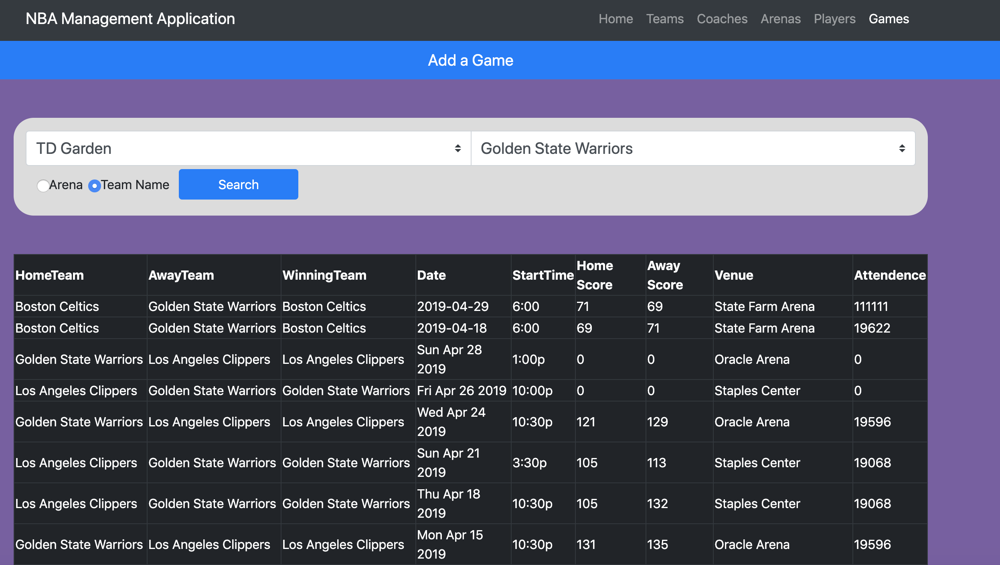 NBA Management Application Home Teams Coaches Arenas Players Games
Add a Game
TD Garden Golden State Warriors
Arena Team Name Search
HomeTeam AwayTeam WinningTeam Date StartTime Home Score Away Score Venue Attendence
Boston Celtics Golden State Warriors Boston Celtics 2019-04-29 6:00 71 69 State Farm Arena 111111
Boston Celtics Golden State Warriors Boston Celtics 2019-04-18 6:00 69 71 State Farm Arena 19622
Golden State Warriors Los Angeles Clippers Los Angeles Clippers Sun Apr 28 2019 1:00p 0 0 Oracle Arena 0
Los Angeles Clippers Golden State Warriors Golden State Warriors Fri Apr 26 2019 10:00p 0 0 Staples Center 0
Golden State Warriors Los Angeles Clippers Los Angeles Clippers Wed Apr 24 2019 10:30p 121 129 Oracle Arena 19596
Los Angeles Clippers Golden State Warriors Golden State Warriors Sun Apr 21 2019 3:30p 105 113 Staples Center 19068
Los Angeles Clippers Golden State Warriors Golden State Warriors Thu Apr 18 2019 10:30p 105 132 Staples Center 19068
Golden State Warriors Los Angeles Clippers Los Angeles Clippers Mon Apr 15 2019 10:30p 131 135 Oracle Arena 19596